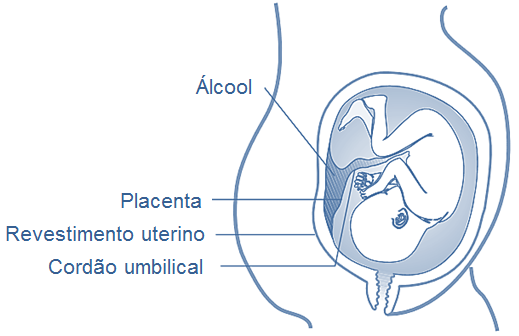 Álcool
Placenta
Revestimento uterino
Cordão umbilical